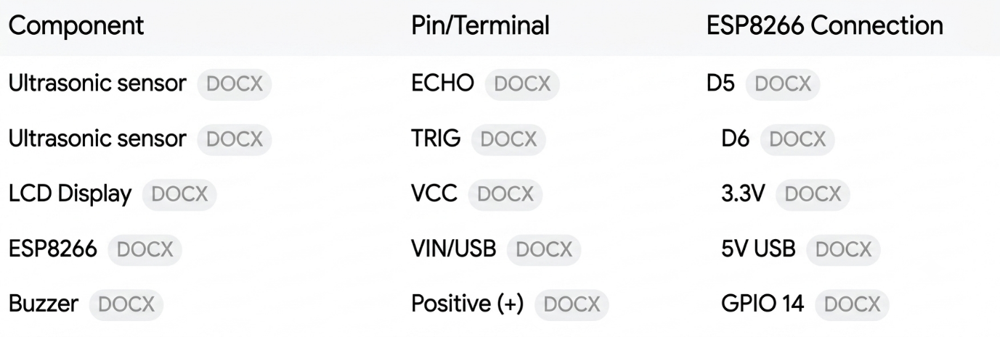 Component Pin/Terminal ESP8266 Connection
Ultrasonic sensor DOCX ECHO DOCX D5 DOCX
Ultrasonic sensor DOCX TRIG DOCX D6 DOCX
LCD Display DOCX VCC DOCX 3.3V DOCX
ESP8266 DOCX VIN/USB DOCX 5V USB DOCX
Buzzer DOCX Positive (+) DOCX GPIO 14 DOCX